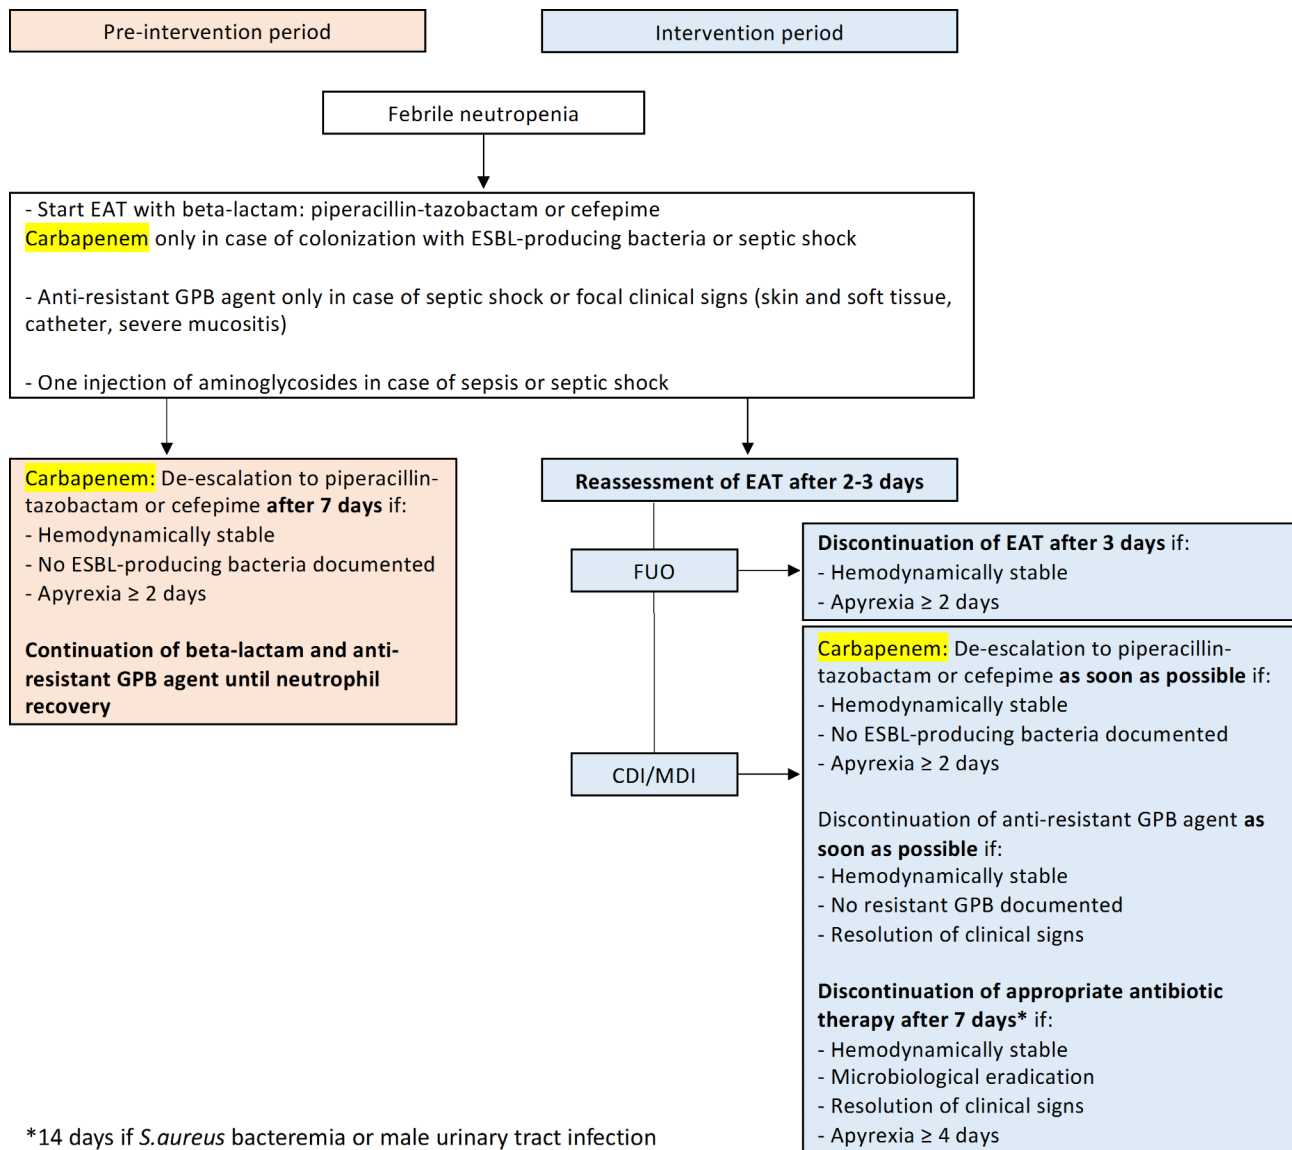 Pre-intervention period
Intervention period
Febrile neutropenia
- Start EAT with beta-lactam: piperacillin-tazobactam or cefepime
Carbapenem only in case of colonization with ESBL-producing bacteria or septic shock
- Anti-resistant GPB agent only in case of septic shock or focal clinical signs (skin and soft tissue,
catheter, severe mucositis)
- One injection of aminoglycosides in case of sepsis or septic shock
Carbapenem: De-escalation to piperacillin-
tazobactam or cefepime after 7 days if:
- Hemodynamically stable
- No ESBL-producing bacteria documented
- Apyrexia ≥ 2 days
Continuation of beta-lactam and anti-
resistant GPB agent until neutrophil
recovery
Reassessment of EAT after 2-3 days
FUO
Discontinuation of EAT after 3 days if:
- Hemodynamically stable
- Apyrexia ≥ 2 days
CDI/MDI
Carbapenem: De-escalation to piperacillin-
tazobactam or cefepime as soon as possible if:
- Hemodynamically stable
- No ESBL-producing bacteria documented
- Apyrexia ≥ 2 days
Discontinuation of anti-resistant GPB agent as
soon as possible if:
- Hemodynamically stable
- No resistant GPB documented
- Resolution of clinical signs
Discontinuation of appropriate antibiotic
therapy after 7 days* if:
- Hemodynamically stable
- Microbiological eradication
- Resolution of clinical signs
- Apyrexia ≥ 4 days
*14 days if S.aureus bacteremia or male urinary tract infection